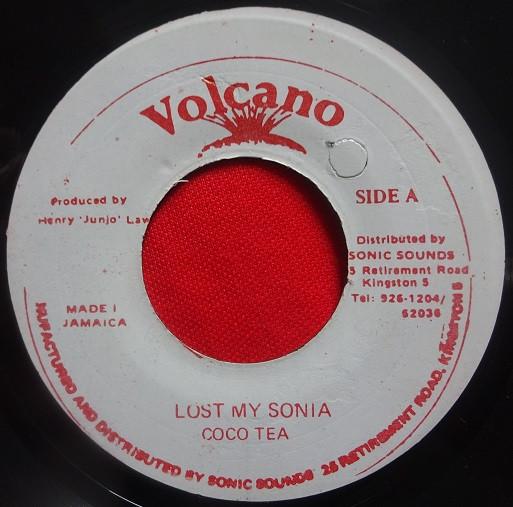 Volcano
SIDE A
Produced by
Henry 'Junjo' Law
Distributed by
SONIC SOUNDS
5 Retirement Road
Kingston 5
Tel: 926-1204/
62036
MADE I
JAMAICA
LOST MY SONIA
COCO TEA
NUFACTURED AND DISTRIBUTED BY SONIC SOUNDS 25 RETIREMENT ROAD, KINGSTON 5